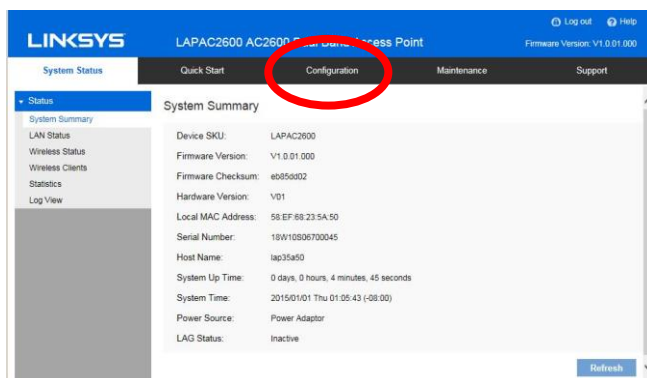 Log out Help
LINKSYS LAPAC2600 AC2600 Dual Band Access Point Firmware Version: V1.0.01.000
System Status Quick Start Configuration Maintenance Support
Status
System Summary
LAN Status
Wireless Status
Wireless Clients
Statistics
Log View
System Summary
Device SKU: LAPAC2600
Firmware Version: V1.0.01.000
Firmware Checksum: eb85dd02
Hardware Version: V01
Local MAC Address: 58:EF:68:23:5A:50
Serial Number: 18W10S06700045
Host Name: lap35a50
System Up Time: 0 days, 0 hours, 4 minutes, 45 seconds
System Time: 2015/01/01 Thu 01:05:43 (-08:00)
Power Source: Power Adaptor
LAG Status: Inactive
Refresh